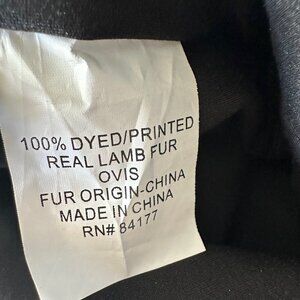 100% DYED/PRINTED
REAL LAMB FUR
OVIS
FUR ORIGIN-CHINA
MADE IN CHINA
RN# 84177